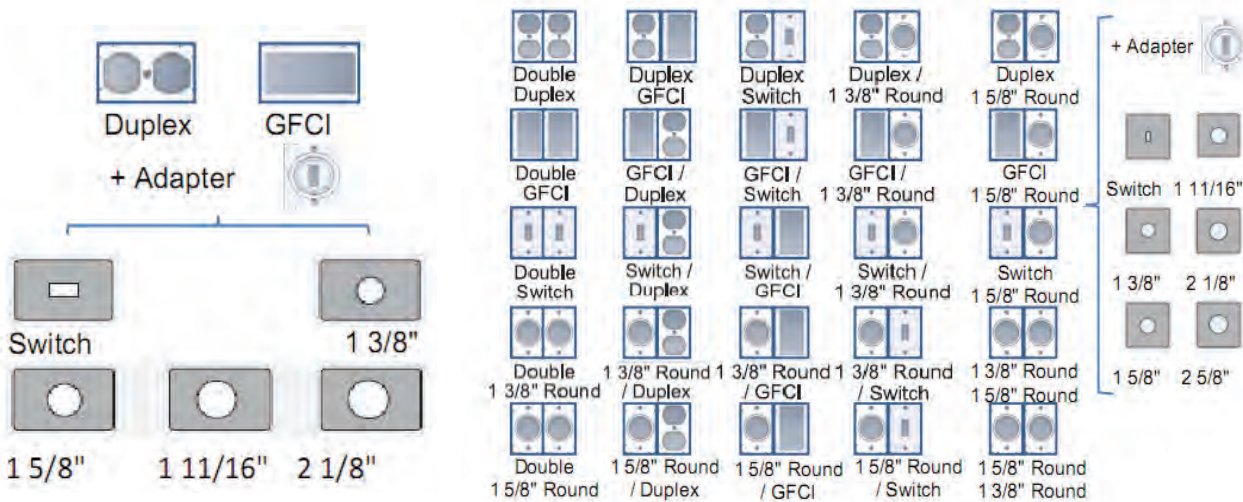 Duplex GFCI
+ Adapter
Switch 1 3/8"
1 5/8" 1 11/16" 2 1/8"
Double
Duplex
Duplex
GFCI
Duplex
Switch
Duplex /
1 3/8" Round
Duplex
1 5/8" Round
Double
GFCI
GFCI /
Duplex
GFCI /
Switch
GFCI /
1 3/8" Round
GFCI
1 5/8" Round
Double
Switch
Switch /
Duplex
Switch /
GFCI
Switch /
1 3/8" Round
Switch
1 5/8" Round
Double
1 3/8" Round
1 3/8" Round
/ Duplex
1 3/8" Round
/ GFCI
1 3/8" Round
/ Switch
1 3/8" Round
1 5/8" Round
Double
1 5/8" Round
1 5/8" Round
/ Duplex
1 5/8" Round
/ GFCI
1 5/8" Round
/ Switch
1 5/8" Round
1 3/8" Round
+ Adapter
Switch 1 11/16"
1 3/8" 2 1/8"
1 5/8" 2 5/8"